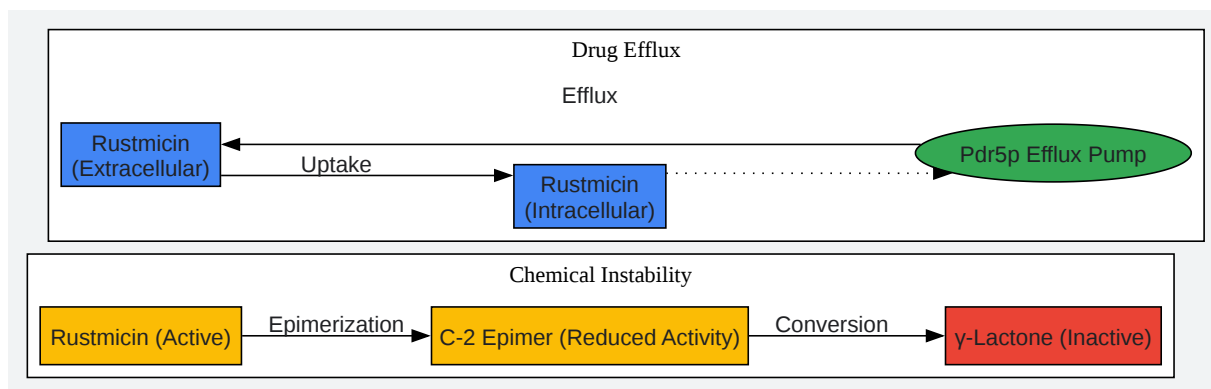 Drug Efflux
Efflux
Rustmicin
(Extracellular)
Uptake
Rustmicin
(Intracellular)
Pdr5p Efflux Pump
Chemical Instability
Rustmicin (Active)
Epimerization
C-2 Epimer (Reduced Activity)
Conversion
γ-Lactone (Inactive)